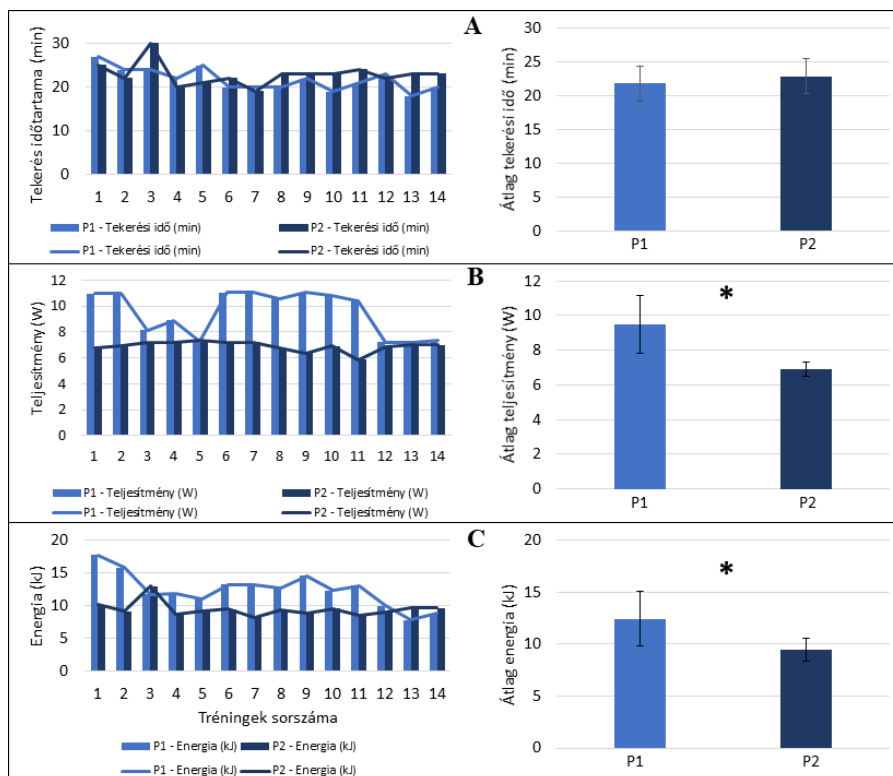 A
Tekerés időtartama (min)
30
20
10
0
1 2 3 4 5 6 7 8 9 10 11 12 13 14
P1 - Tekerési idő (min) P2 - Tekerési idő (min)
P1 - Tekerési idő (min) P2 - Tekerési idő (min)
Átlag tekerési idő (min)
30
25
20
15
10
5
0
P1 P2
B
Teljesítmény (W)
12
10
8
6
4
2
0
1 2 3 4 5 6 7 8 9 10 11 12 13 14
P1 - Teljesítmény (W) P2 - Teljesítmény (W)
P1 - Teljesítmény (W) P2 - Teljesítmény (W)
Átlag teljesítmény (W)
12
10
8
6
4
2
0
*
P1 P2
C
Energia (kJ)
20
15
10
5
0
1 2 3 4 5 6 7 8 9 10 11 12 13 14
Tréningek sorszáma
P1 - Energia (kJ) P2 - Energia (kJ)
P1 - Energia (kJ) P2 - Energia (kJ)
Átlag energia (kJ)
20
15
10
5
0
*
P1 P2